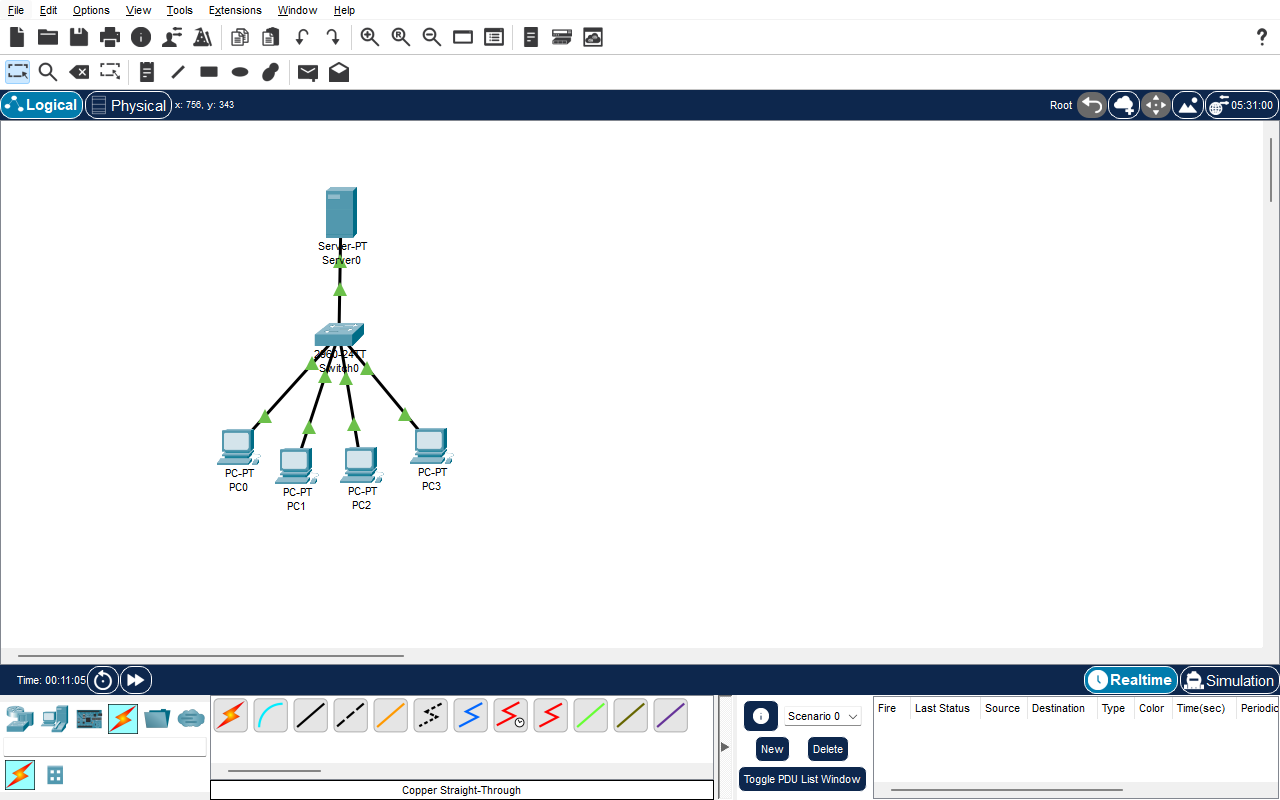 File Edit Options View Tools Extensions Window Help
Logical Physical x: 756, y: 343 Root 05:31:00
Server-PT
Server0
2960-24TT
Switch0
PC-PT
PC0
PC-PT
PC1
PC-PT
PC2
PC-PT
PC3
Time: 00:11:05 Realtime Simulation
Scenario 0
New Delete
Toggle PDU List Window
Fire Last Status Source Destination Type Color Time(sec) Periodic
Copper Straight-Through